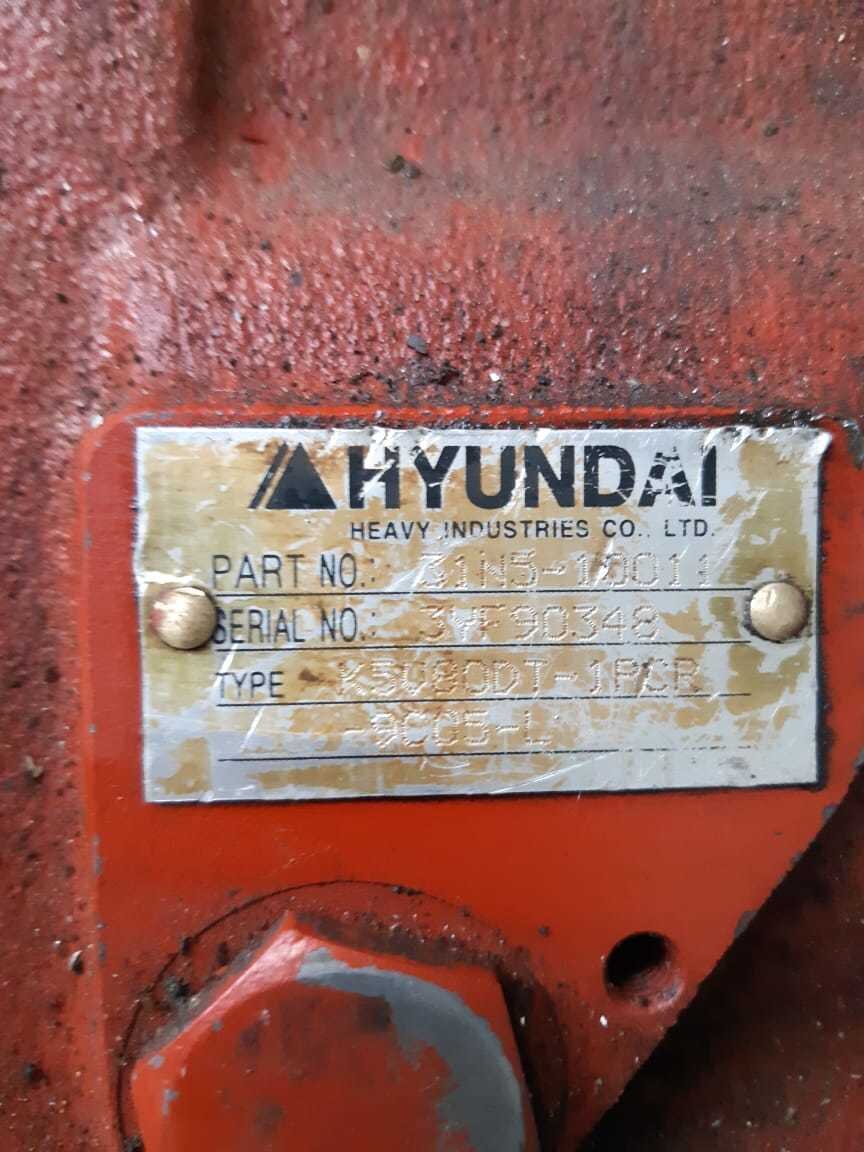 HYUNDAI
HEAVY INDUSTRIES CO., LTD.
PART NO.: 31N5-10011
SERIAL NO.: 3YF90348
TYPE K5V80DT-1PCR
-9C05-L